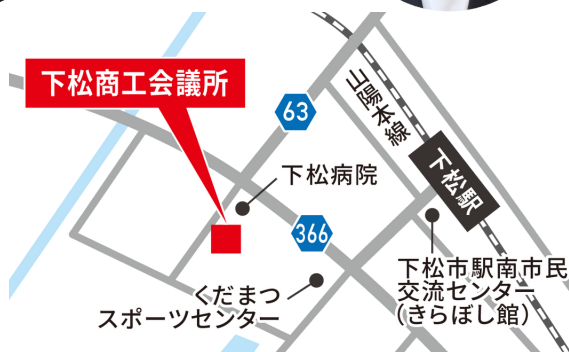 下松商工会議所
63
山陽本線
下松駅
下松病院
366
くだまつ
スポーツセンター
下松市駅南市民
交流センター
(きらぼし館)